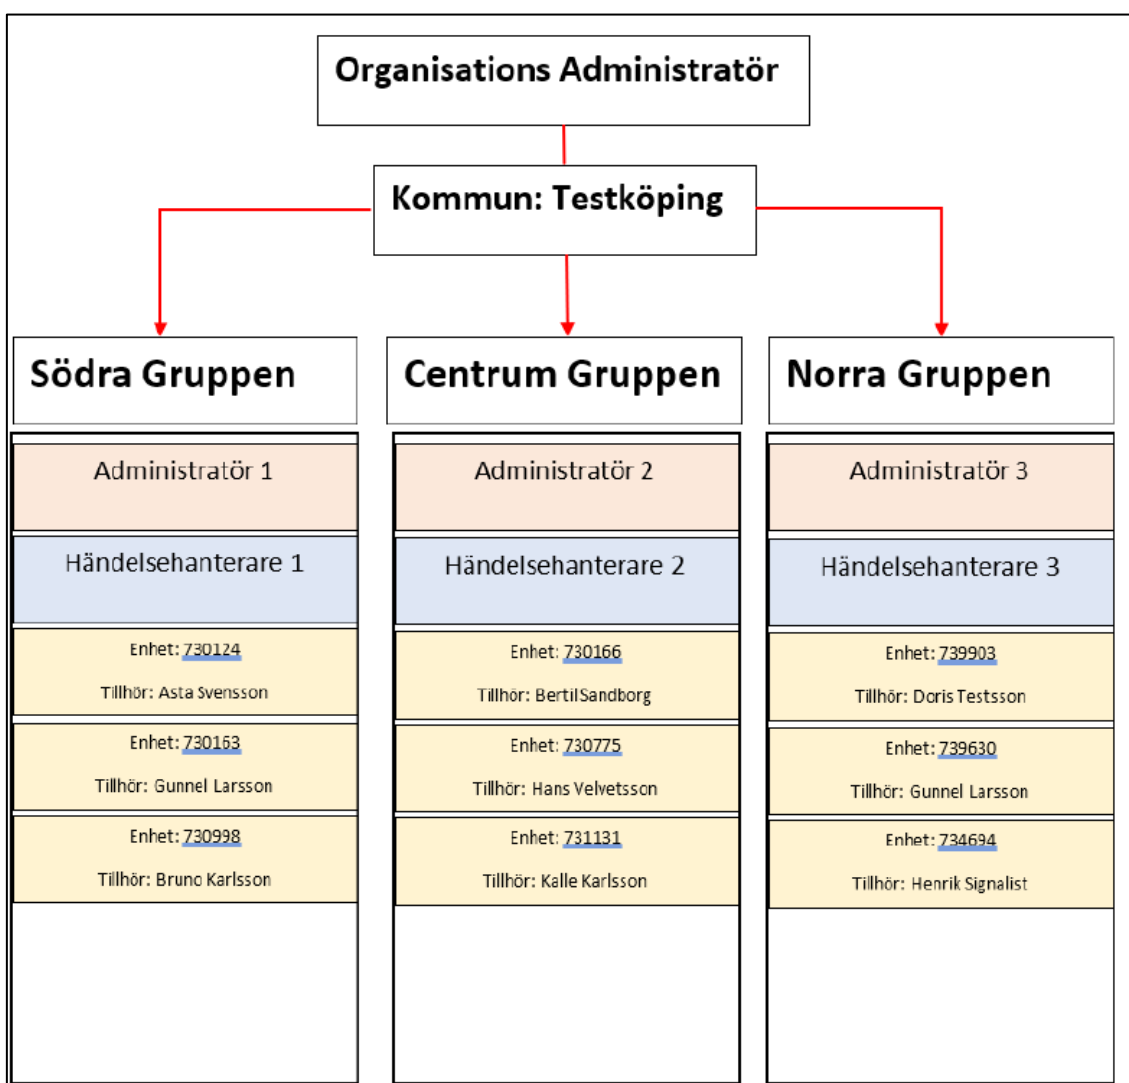 Organisations Administratör
Kommun: Testköping
Södra Gruppen
Administratör 1
Händelsehanterare 1
Enhet: 730124
Tillhör: Asta Svensson
Enhet: 730163
Tillhör: Gunnel Larsson
Enhet: 730998
Tillhör: Bruno Karlsson
Centrum Gruppen
Administratör 2
Händelsehanterare 2
Enhet: 730166
Tillhör: Bertil Sandborg
Enhet: 730775
Tillhör: Hans Velvetsson
Enhet: 731131
Tillhör: Kalle Karlsson
Norra Gruppen
Administratör 3
Händelsehanterare 3
Enhet: 739903
Tillhör: Doris Testsson
Enhet: 739630
Tillhör: Gunnel Larsson
Enhet: 734694
Tillhör: Henrik Signalist